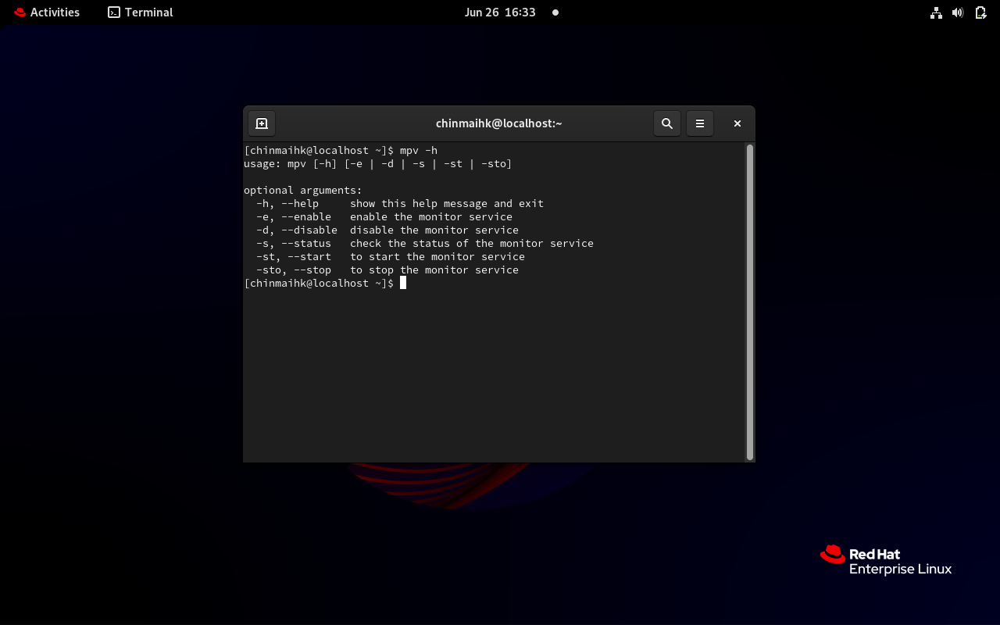 Activities
Terminal
Jun 26 16:33
chinmaihk@localhost:~
[chinmaihk@localhost ~]$ mpv -h
usage: mpv [-h] [-e | -d | -s | -st | -sto]
optional arguments:
-h, --help show this help message and exit
-e, --enable enable the monitor service
-d, --disable disable the monitor service
-s, --status check the status of the monitor service
-st, --start to start the monitor service
-sto, --stop to stop the monitor service
[chinmaihk@localhost ~]$
Red Hat
Enterprise Linux